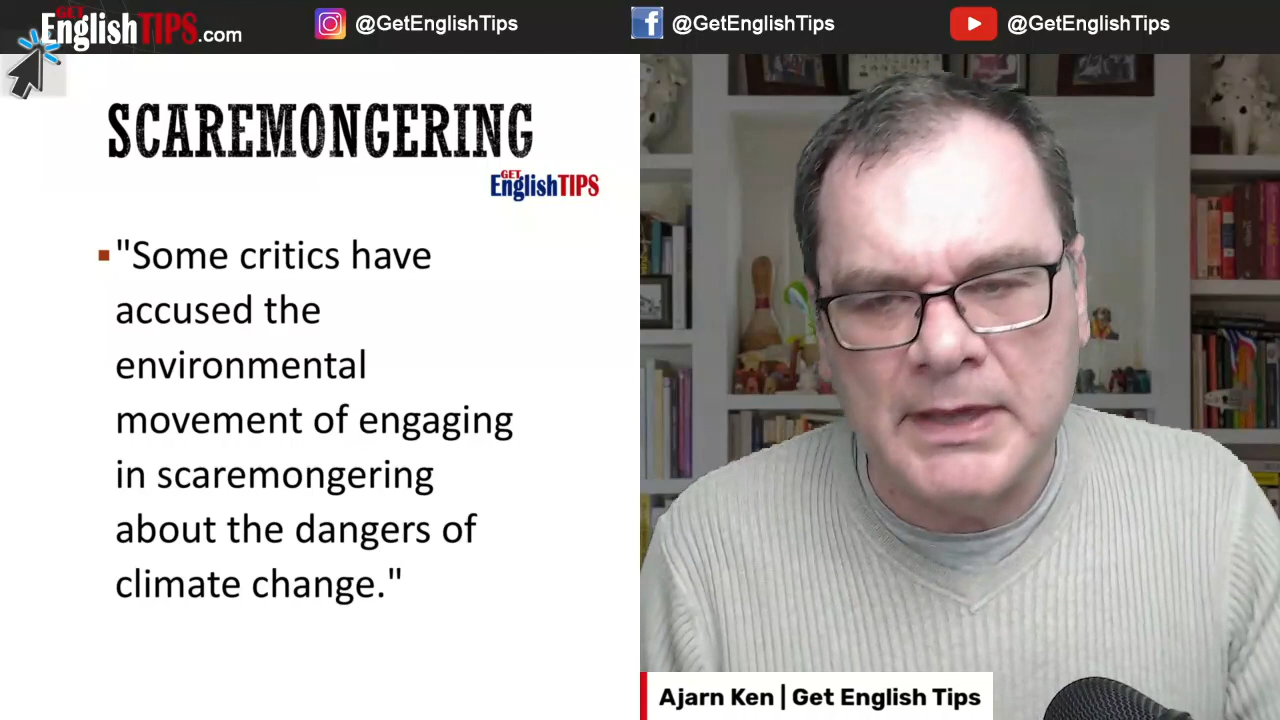 GET
EnglishTIPS.com
@GetEnglishTips
@GetEnglishTips
@GetEnglishTips
SCAREMONGERING
GET
EnglishTIPS
"Some critics have
accused the
environmental
movement of engaging
in scaremongering
about the dangers of
climate change."
Ajarn Ken | Get English Tips